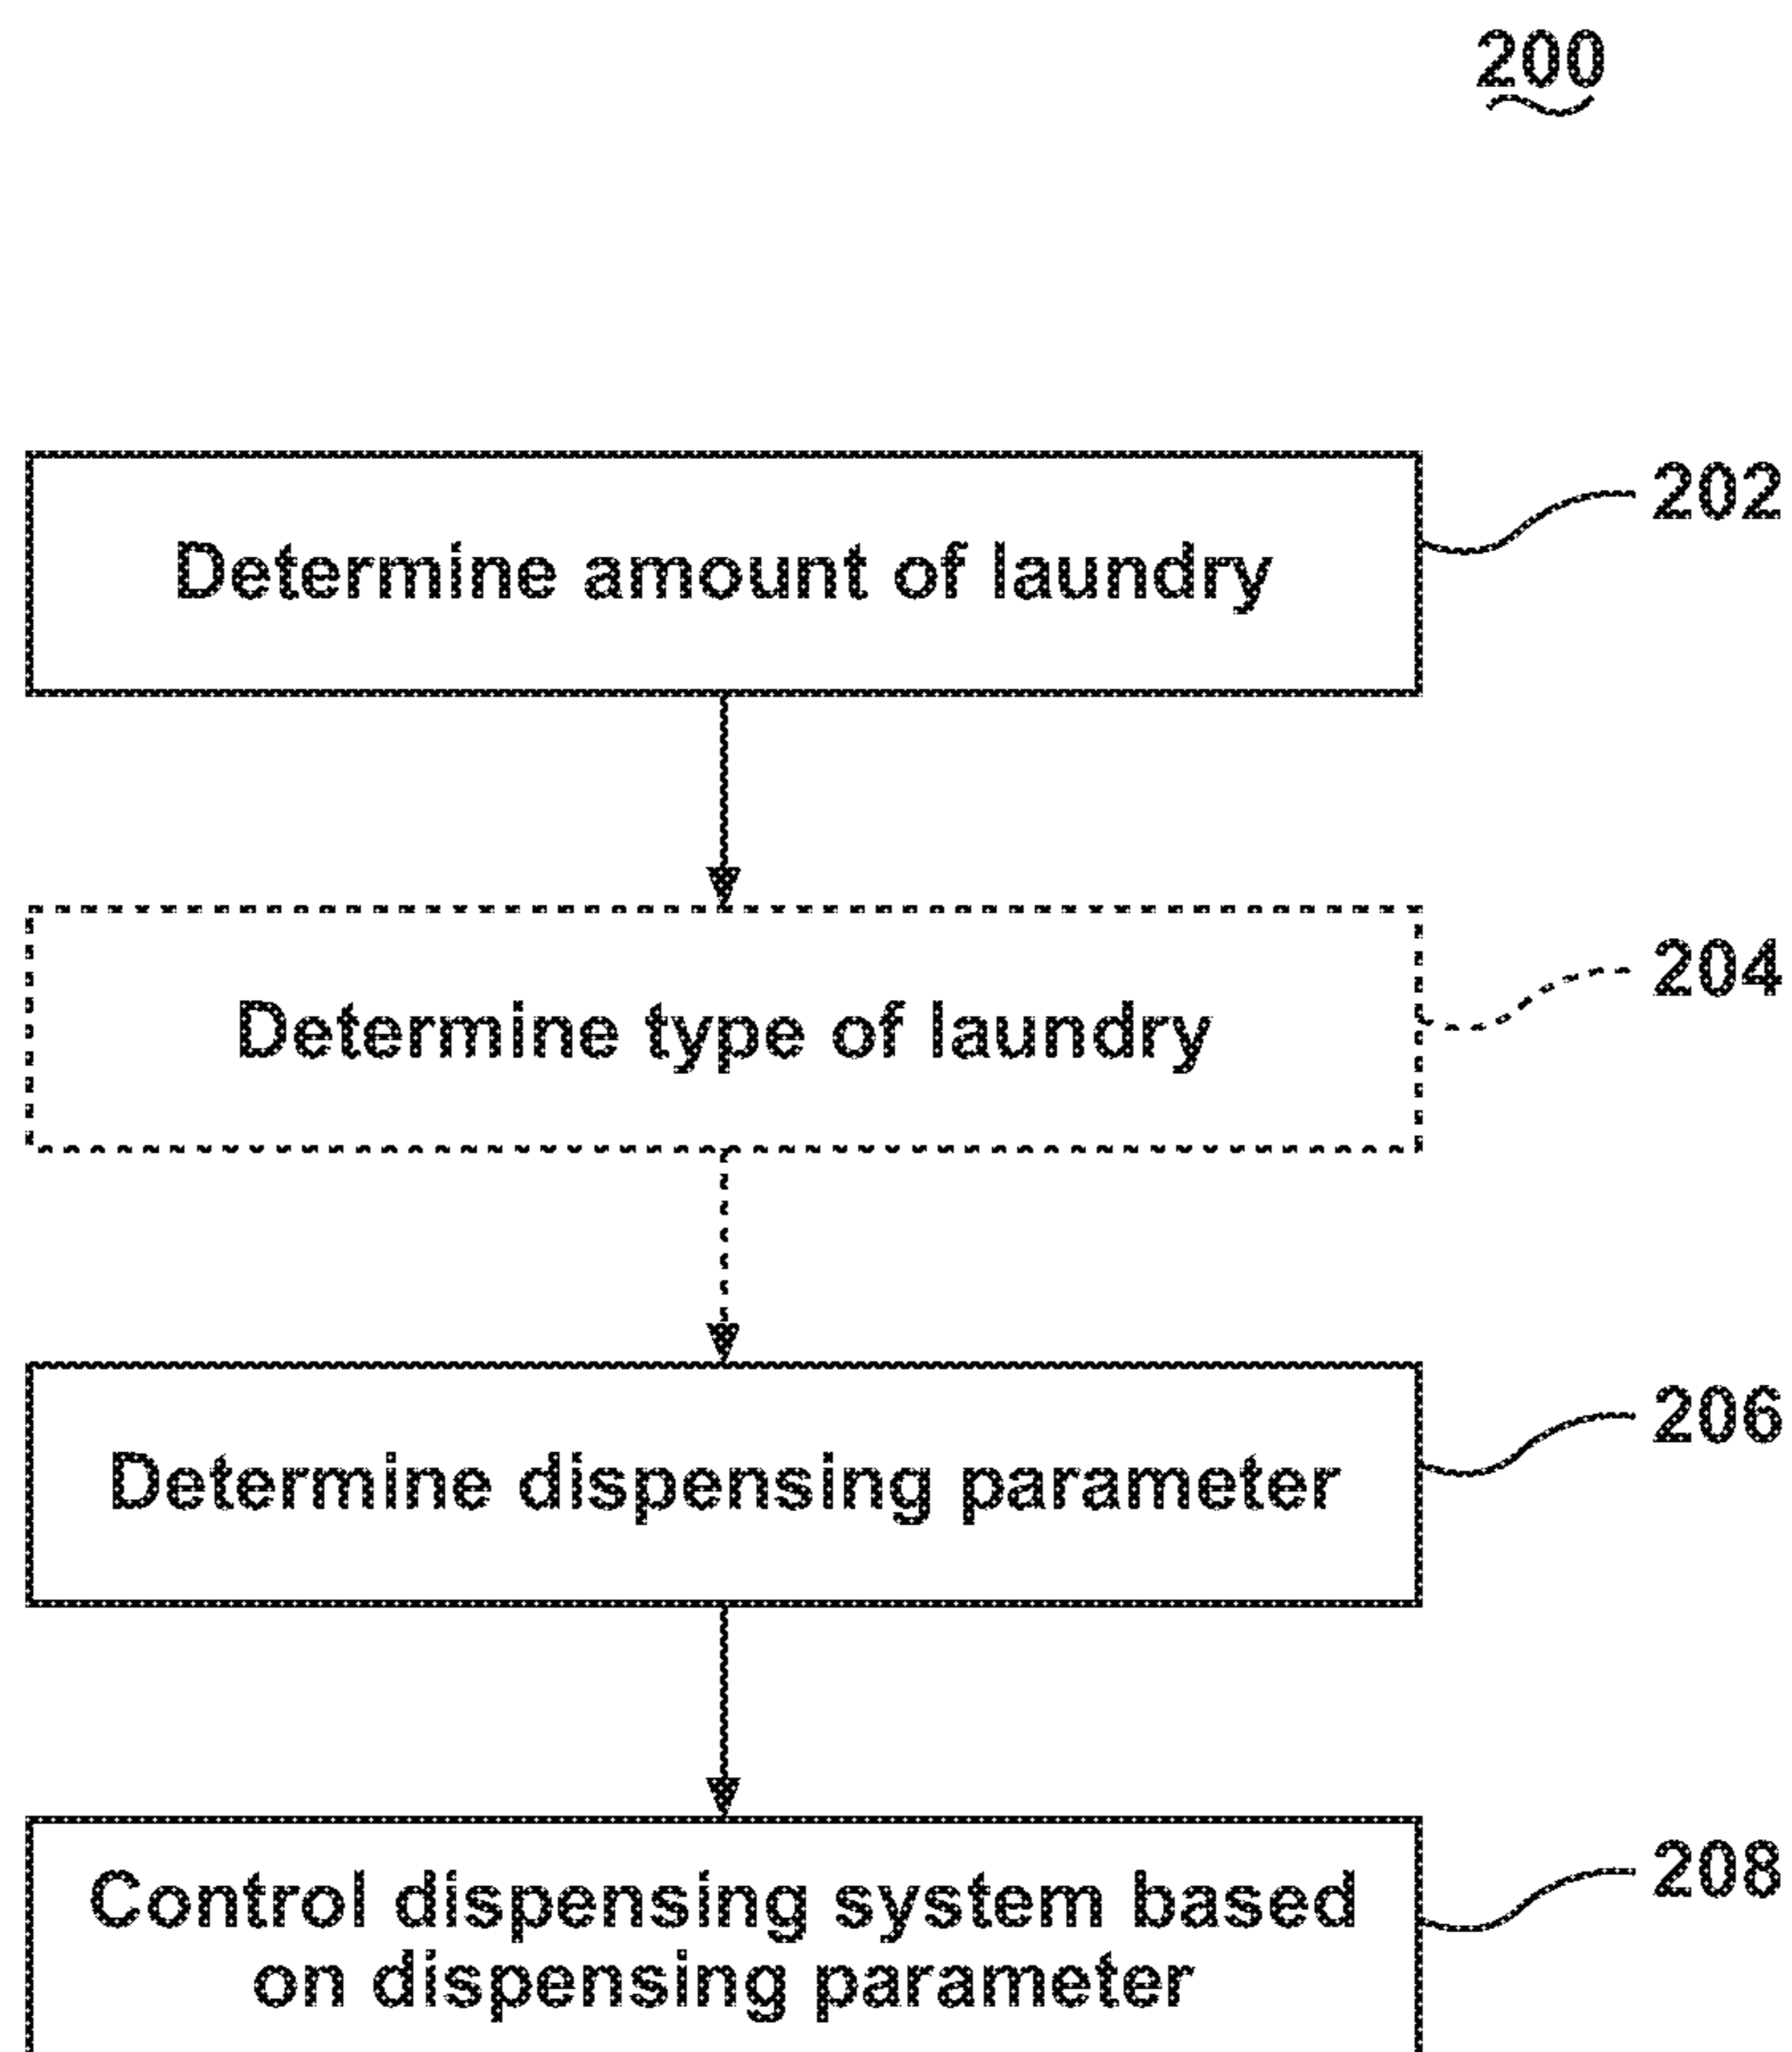 200
Determine amount of laundry
202
Determine type of laundry
204
Determine dispensing parameter
206
Control dispensing system based
on dispensing parameter
208